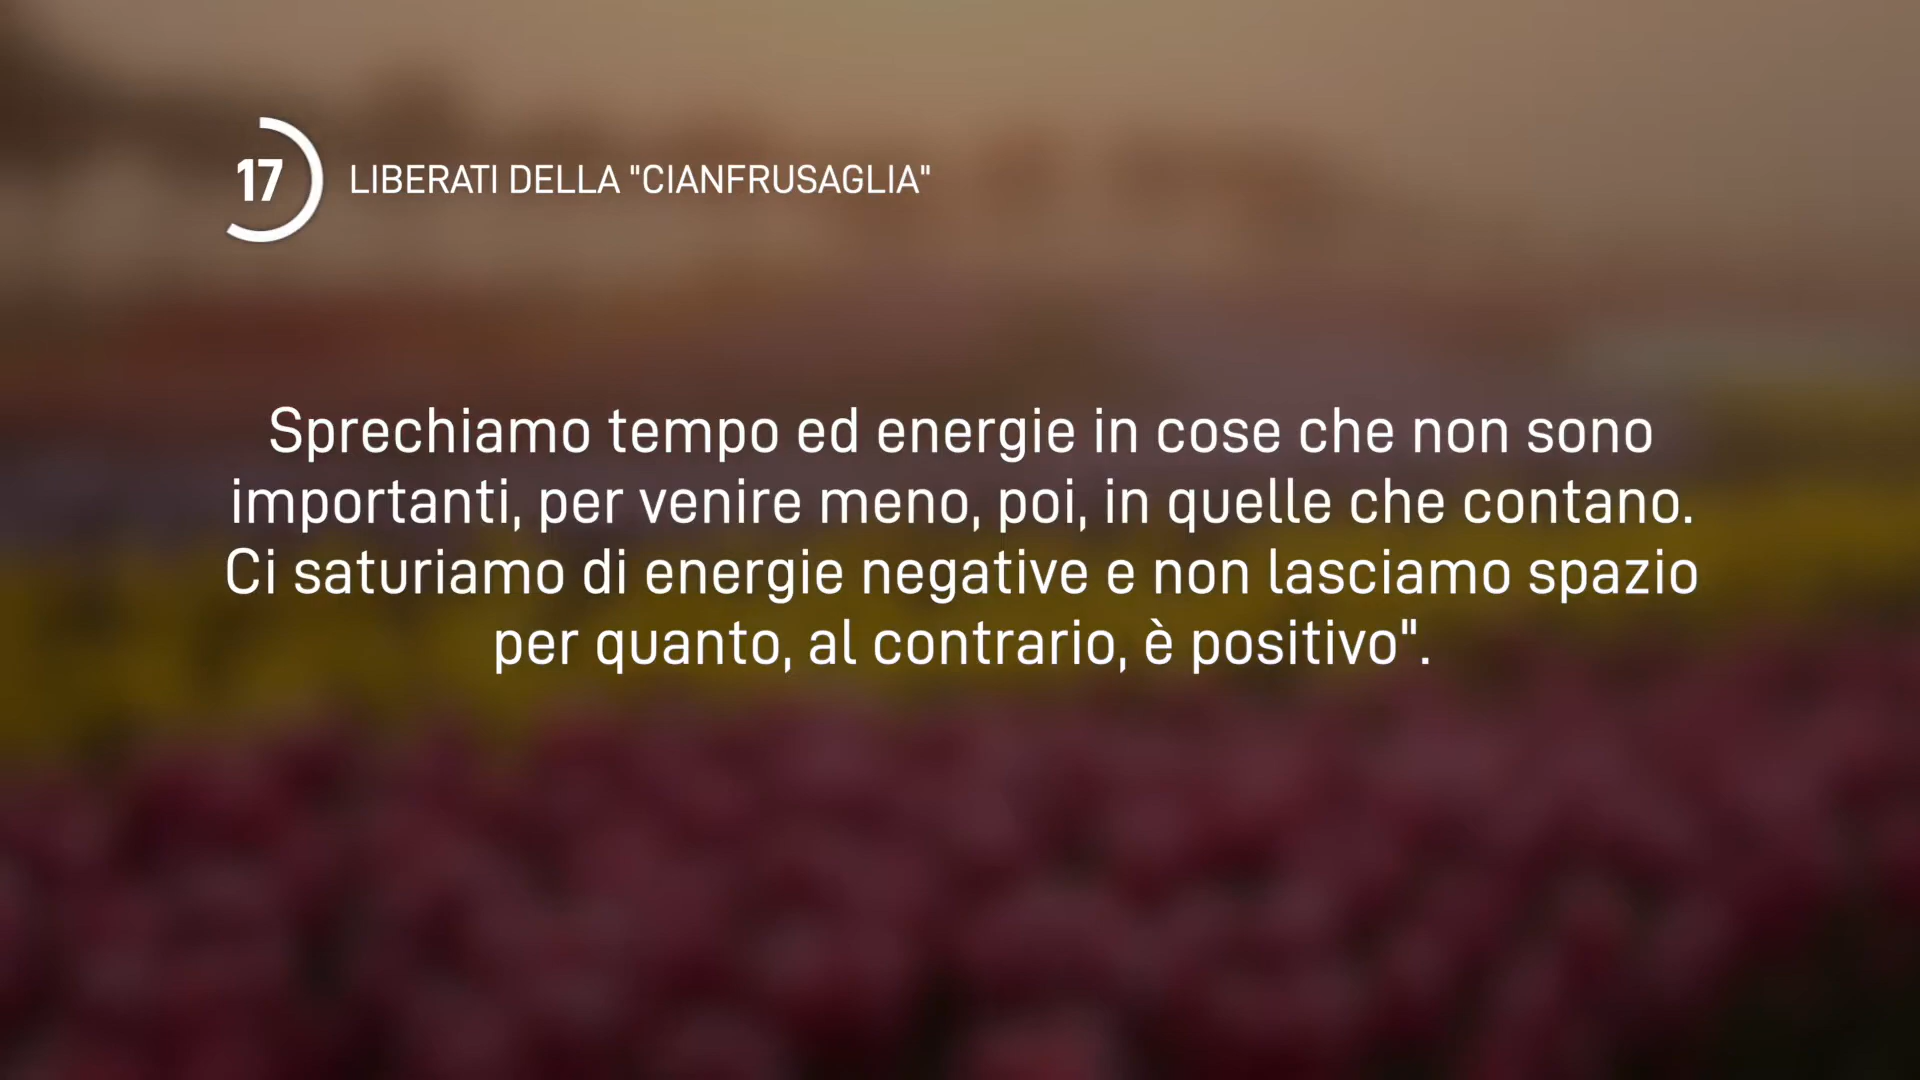 17
LIBERATI DELLA "CIANFRUSAGLIA"
Sprechiamo tempo ed energie in cose che non sono
importanti, per venire meno, poi, in quelle che contano.
Ci saturiamo di energie negative e non lasciamo spazio
per quanto, al contrario, è positivo".